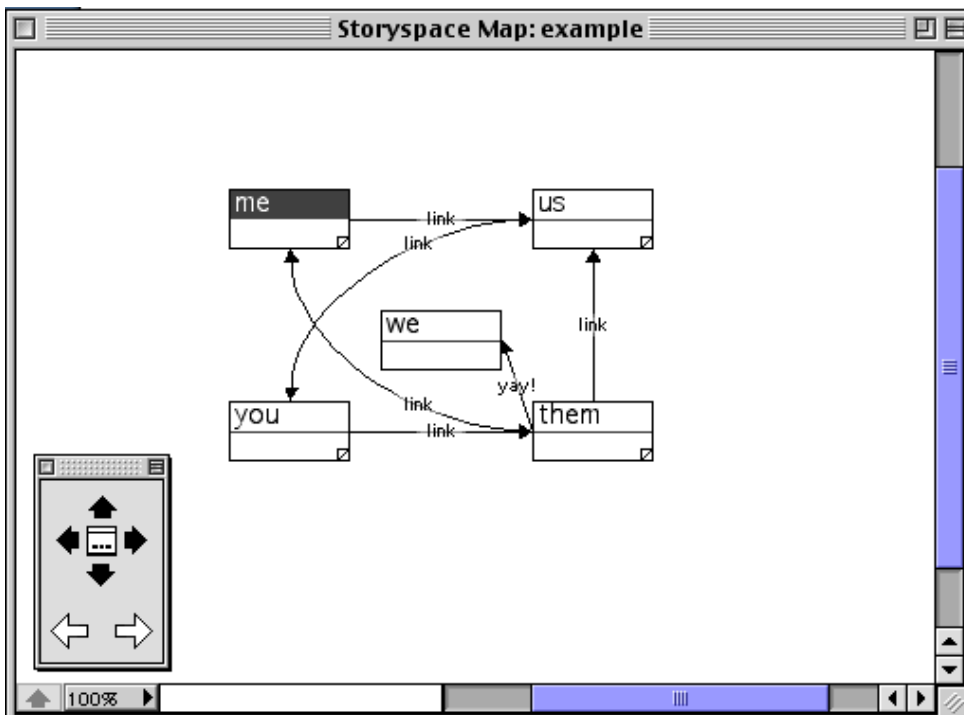 Storyspace Map: example
me
us
link
link
we
link
yay!
link
you
link
them
100%